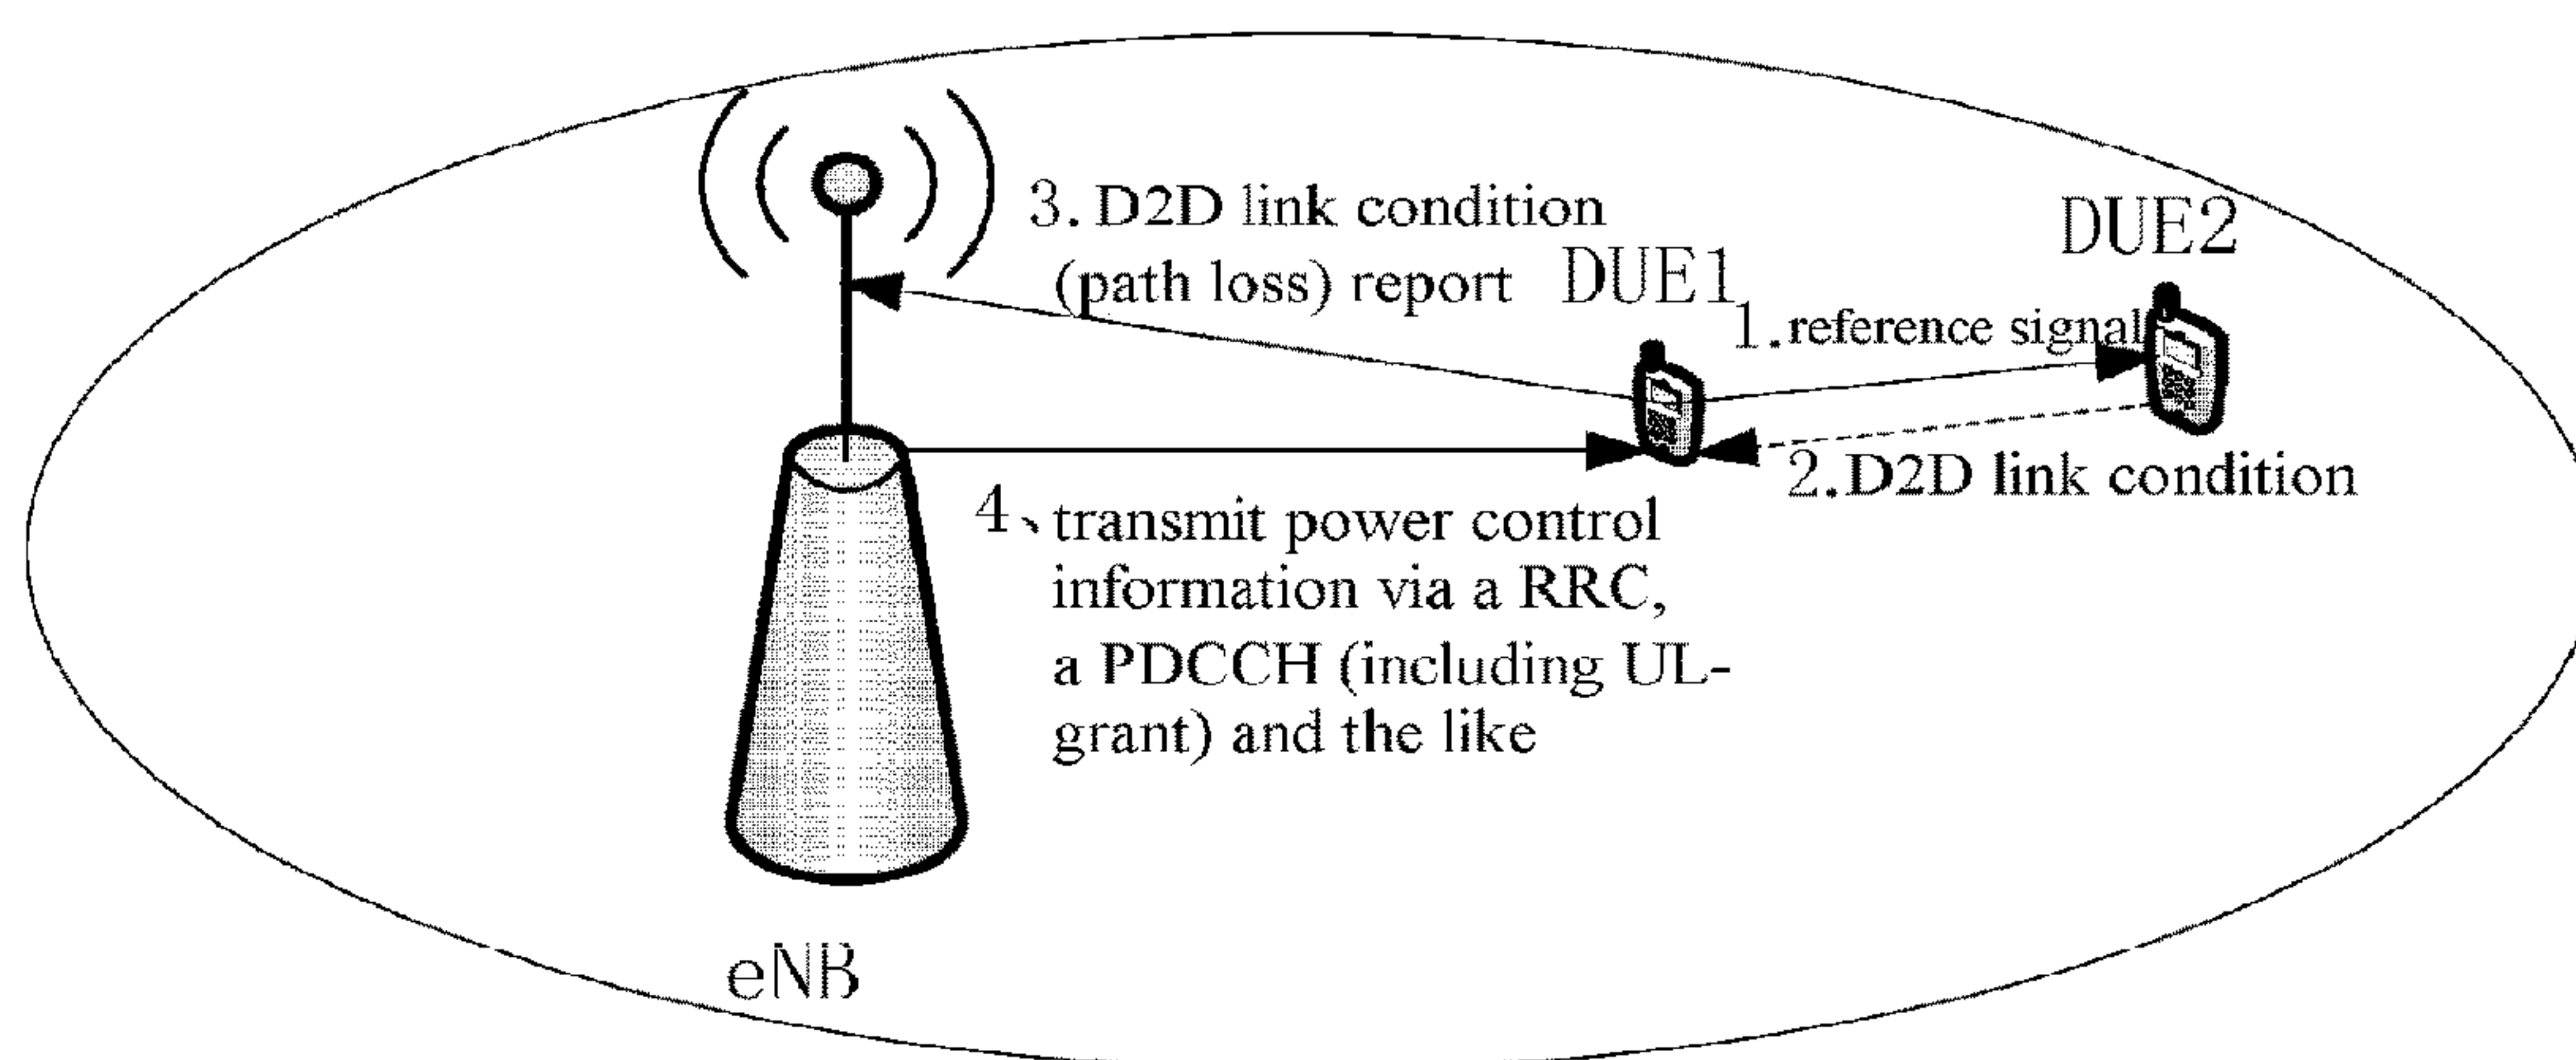 3. D2D link condition
(path loss) report
DUE1
DUE2
1. reference signal
2. D2D link condition
4、transmit power control
information via a RRC,
a PDCCH (including UL-
grant) and the like
eNB